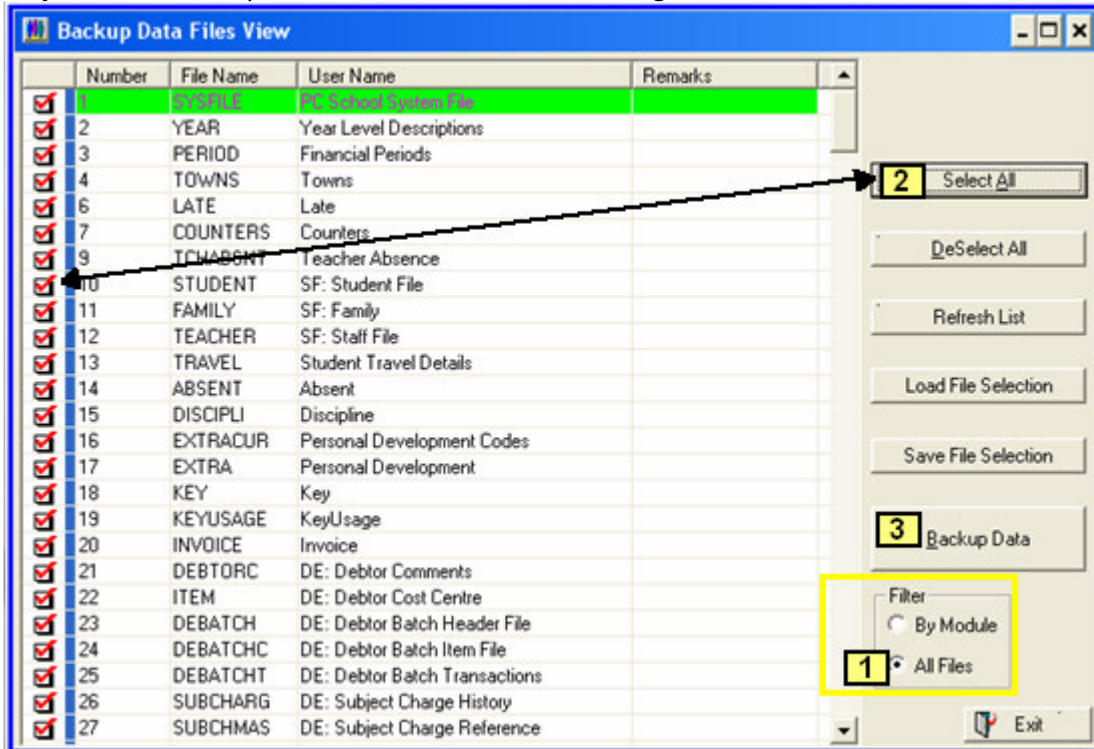 Backup Data Files View
Number File Name User Name Remarks
1 SYSFILE PC School System File
2 YEAR Year Level Descriptions
3 PERIOD Financial Periods
4 TOWNS Towns
6 LATE Late
7 COUNTERS Counters
9 TCHABSNT Teacher Absence
10 STUDENT SF: Student File
11 FAMILY SF: Family
12 TEACHER SF: Staff File
13 TRAVEL Student Travel Details
14 ABSENT Absent
15 DISCIPLI Discipline
16 EXTRACUR Personal Development Codes
17 EXTRA Personal Development
18 KEY Key
19 KEYUSAGE KeyUsage
20 INVOICE Invoice
21 DEBTORC DE: Debtor Comments
22 ITEM DE: Debtor Cost Centre
23 DEBATCH DE: Debtor Batch Header File
24 DEBATCHC DE: Debtor Batch Item File
25 DEBATCHT DE: Debtor Batch Transactions
26 SUBCHARG DE: Subject Charge History
27 SUBCHMAS DE: Subject Charge Reference
2 Select All
DeSelect All
Refresh List
Load File Selection
Save File Selection
3 Backup Data
Filter
By Module
1 All Files
Exit